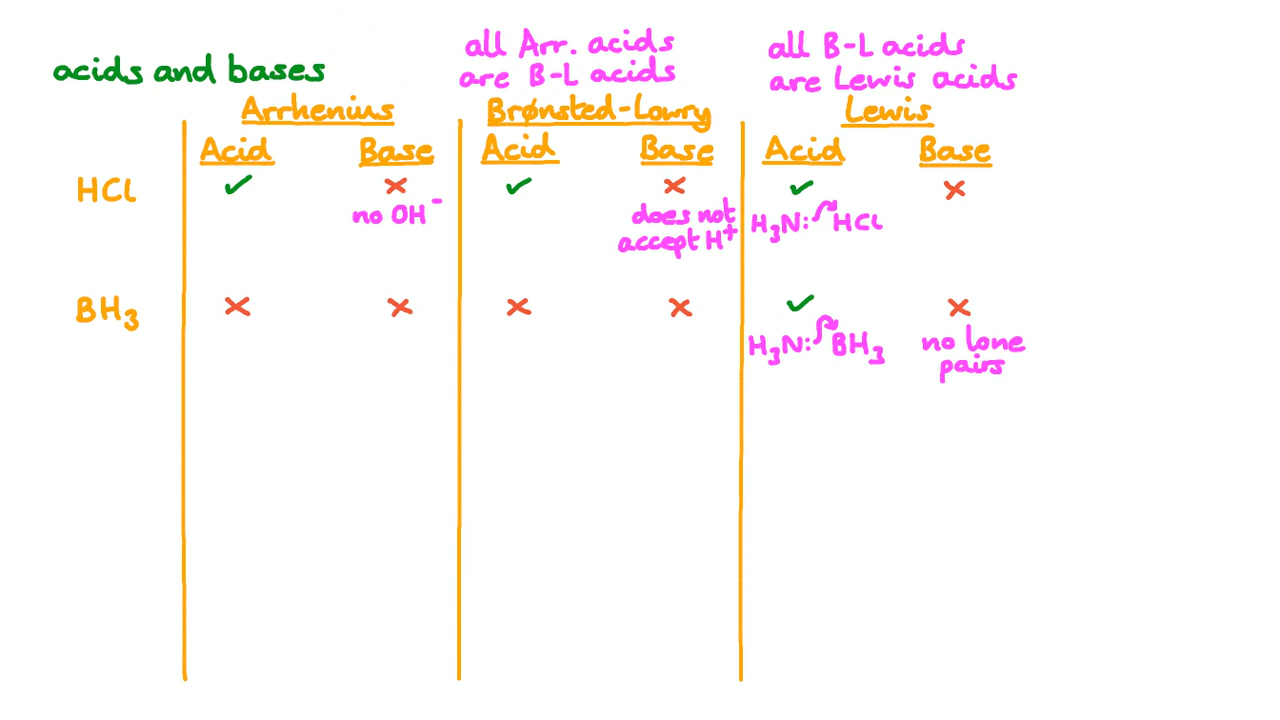 acids and bases
all Arr. acids
are B-L acids
all B-L acids
are Lewis acids
Arrhenius
Brønsted-Lowry
Lewis
Acid Base Acid Base Acid Base
HCl ✓ ✗ ✓ ✗ ✓ ✗
no OH⁻
does not
accept H⁺
H₃N: HCl
BH₃ ✗ ✗ ✗ ✗ ✓ ✗
H₃N: BH₃
no lone
pairs